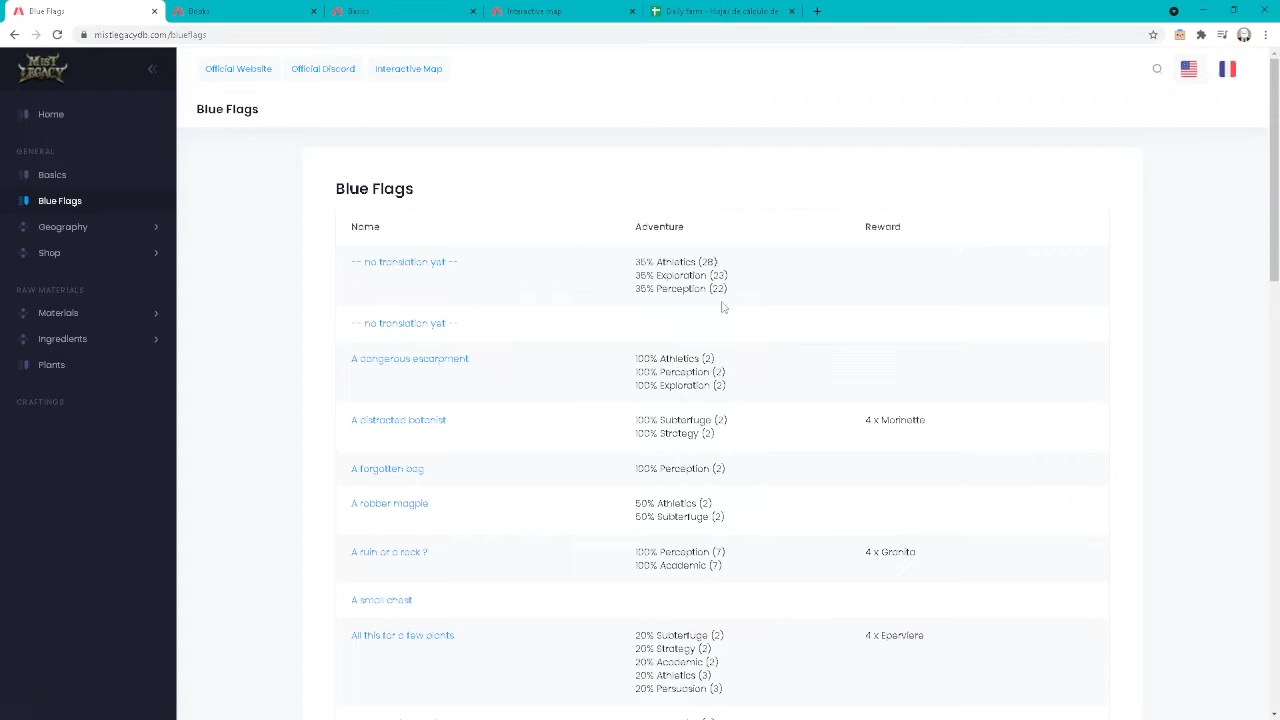 Blue Flags
Books
Basics
Interactive map
Daily farm - Hojas de cálculo de
mistlegacydb.com/blueflags
MIST LEGACY
Official Website
Official Discord
Interactive Map
Blue Flags
Home
GENERAL
Basics
Blue Flags
Geography
Shop
RAW MATERIALS
Materials
Ingredients
Plants
CRAFTINGS
Blue Flags
Name Adventure Reward
-- no translation yet -- 35% Athletics (28)
35% Exploration (23)
35% Perception (22)
-- no translation yet --
A dangerous escarpment 100% Athletics (2)
100% Perception (2)
100% Exploration (2)
A distracted botanist 100% Subterfuge (2) 4 x Morinette
100% Strategy (2)
A forgotten bag 100% Perception (2)
A robber magpie 50% Athletics (2)
50% Subterfuge (2)
A ruin or a rock ? 100% Perception (7) 4 x Granita
100% Academic (7)
A small chest
All this for a few plants 20% Subterfuge (2) 4 x Eperviere
20% Strategy (2)
20% Academic (2)
20% Athletics (3)
20% Persuasion (3)